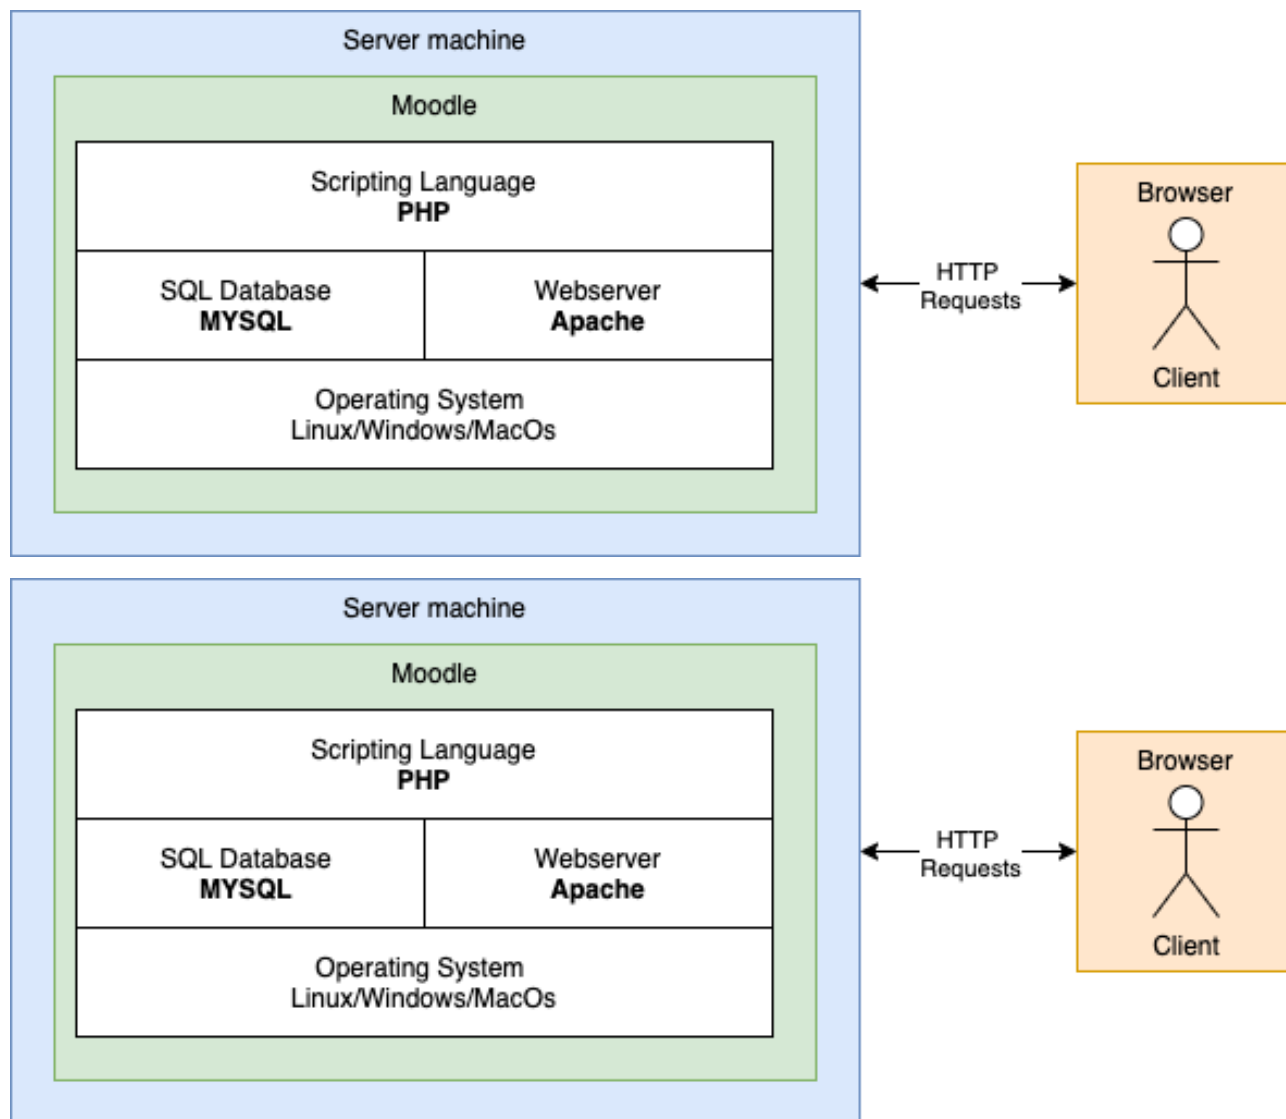 Server machine
Moodle
Scripting Language
PHP
SQL Database
MYSQL
Webserver
Apache
Operating System
Linux/Windows/MacOs
HTTP
Requests
Browser
Client
Server machine
Moodle
Scripting Language
PHP
SQL Database
MYSQL
Webserver
Apache
Operating System
Linux/Windows/MacOs
HTTP
Requests
Browser
Client